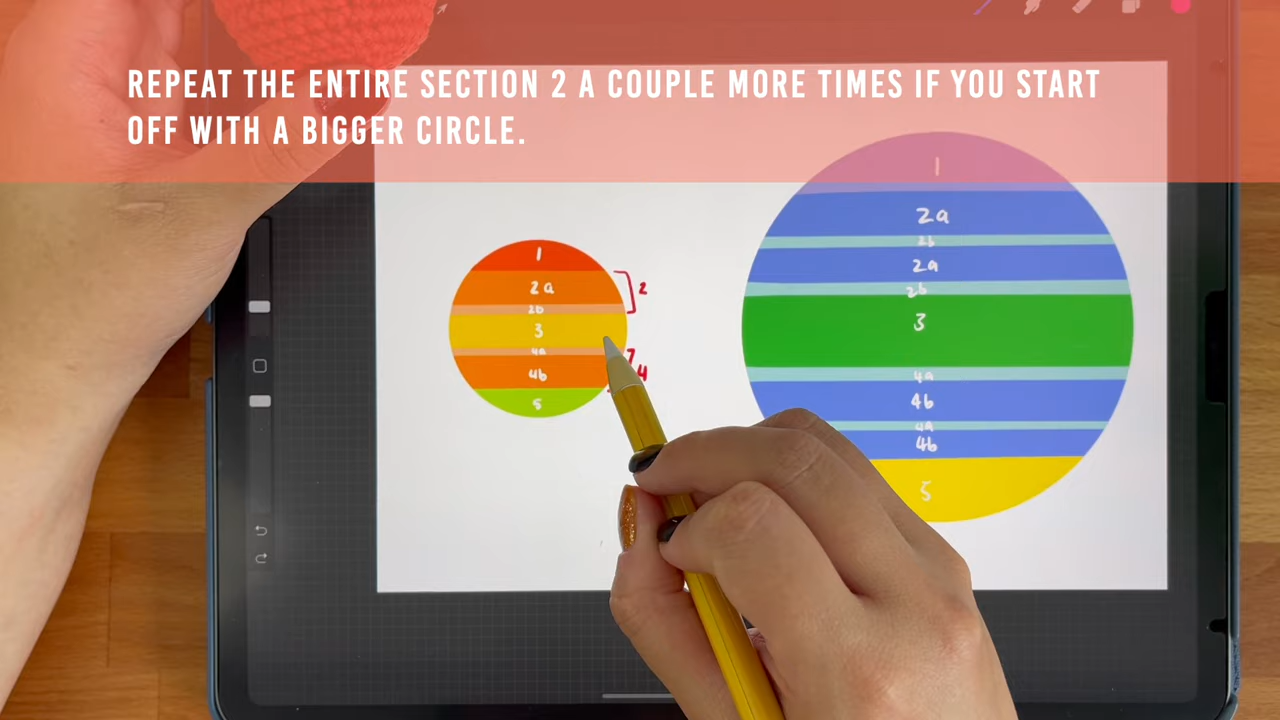 REPEAT THE ENTIRE SECTION 2 A COUPLE MORE TIMES IF YOU START
OFF WITH A BIGGER CIRCLE.
1
2a
2b
3
4a
4b
5
2
4
1
2a
2b
2a
2b
3
4a
4b
4a
4b
5